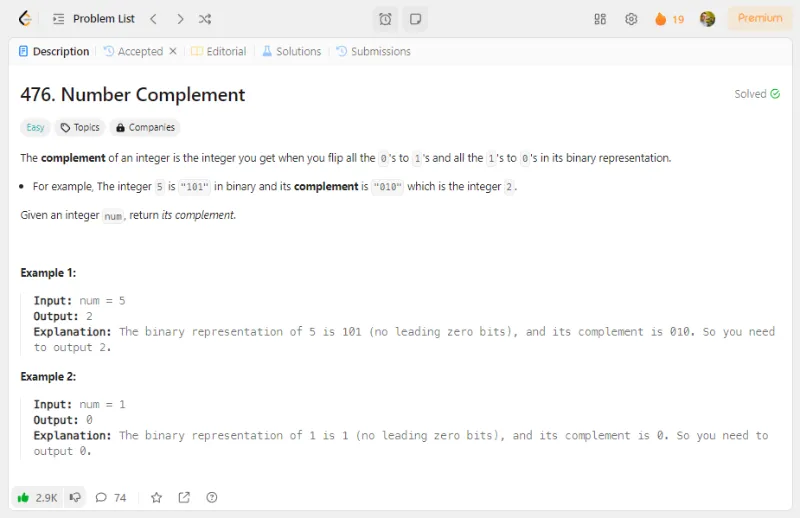 Problem List
19
Premium
Description
Accepted
Editorial
Solutions
Submissions
476. Number Complement
Solved
Easy
Topics
Companies
The complement of an integer is the integer you get when you flip all the 0's to 1's and all the 1's to 0's in its binary representation.
• For example, The integer 5 is "101" in binary and its complement is "010" which is the integer 2.
Given an integer num, return its complement.
Example 1:
Input: num = 5
Output: 2
Explanation: The binary representation of 5 is 101 (no leading zero bits), and its complement is 010. So you need
to output 2.
Example 2:
Input: num = 1
Output: 0
Explanation: The binary representation of 1 is 1 (no leading zero bits), and its complement is 0. So you need to
output 0.
2.9K
74